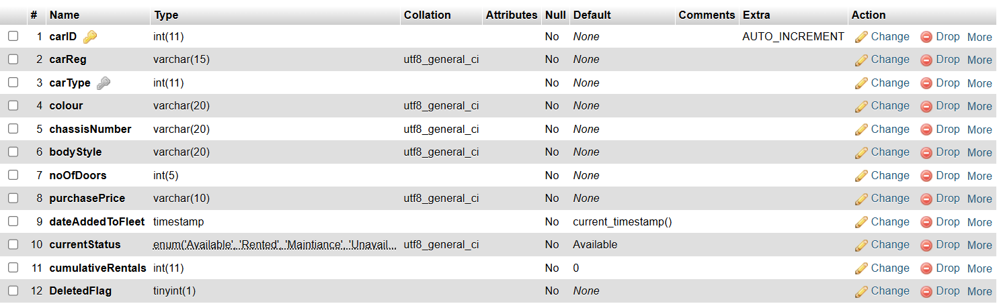 # Name Type Collation Attributes Null Default Comments Extra Action
1 carID int(11) No None AUTO_INCREMENT Change Drop More
2 carReg varchar(15) utf8_general_ci No None Change Drop More
3 carType int(11) No None Change Drop More
4 colour varchar(20) utf8_general_ci No None Change Drop More
5 chassisNumber varchar(20) utf8_general_ci No None Change Drop More
6 bodyStyle varchar(20) utf8_general_ci No None Change Drop More
7 noOfDoors int(5) No None Change Drop More
8 purchasePrice varchar(10) utf8_general_ci No None Change Drop More
9 dateAddedToFleet timestamp No current_timestamp() Change Drop More
10 currentStatus enum('Available', 'Rented', 'Maintiance', 'Unavail... utf8_general_ci No Available Change Drop More
11 cumulativeRentals int(11) No 0 Change Drop More
12 DeletedFlag tinyint(1) No None Change Drop More